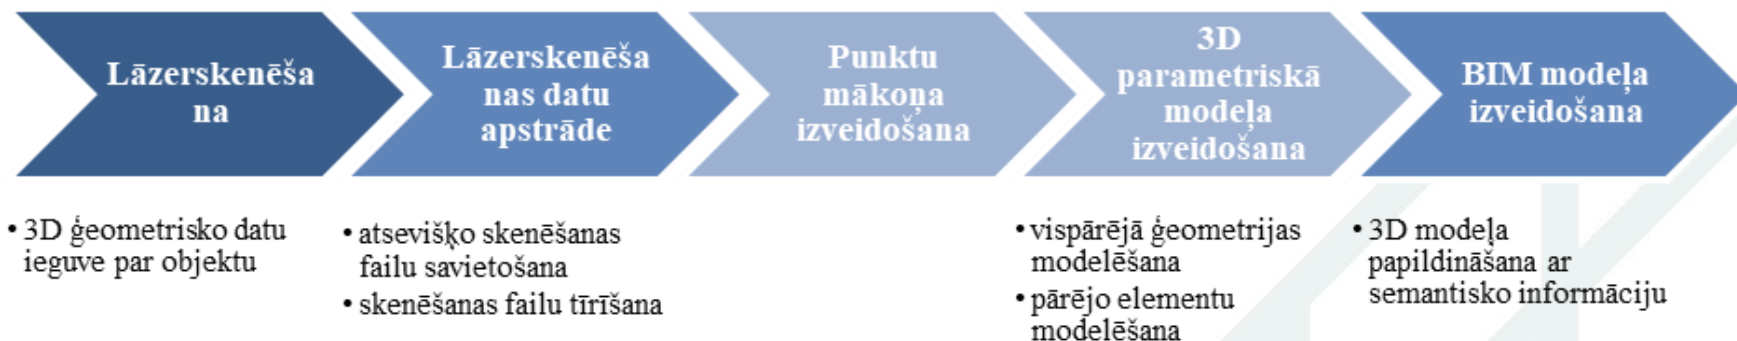 Lāzerskenēša
na
Lāzerskenēša
nas datu
apstrāde
Punktu
mākoņa
izveidošana
3D
parametriskā
modeļa
izveidošana
BIM modeļa
izveidošana
• 3D ģeometrisko datu
ieguve par objektu
• atsevišķo skenēšanas
failu savietošana
• skenēšanas failu tīrīšana
• vispārējā ģeometrijas
modelēšana
• pārējo elementu
modelēšana
• 3D modeļa
papildināšana ar
semantisko informāciju